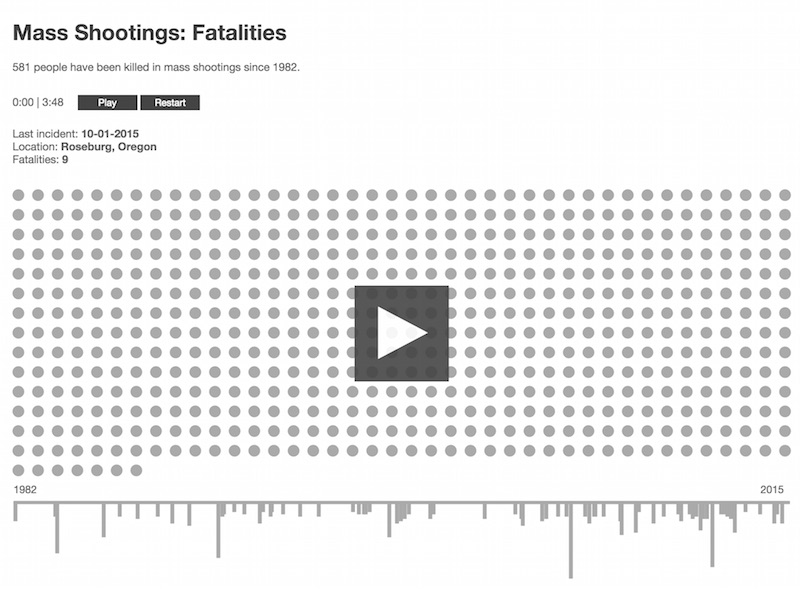 Mass Shootings: Fatalities
581 people have been killed in mass shootings since 1982.
0:00 | 3:48 Play Restart
Last incident: 10-01-2015
Location: Roseburg, Oregon
Fatalities: 9
1982 2015